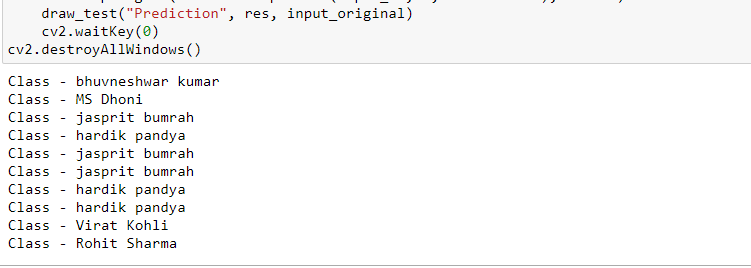 draw_test("Prediction", res, input_original)
cv2.waitKey(0)
cv2.destroyAllWindows()
Class - bhuvneshwar kumar
Class - MS Dhoni
Class - jasprit bumrah
Class - hardik pandya
Class - jasprit bumrah
Class - jasprit bumrah
Class - hardik pandya
Class - hardik pandya
Class - Virat Kohli
Class - Rohit Sharma